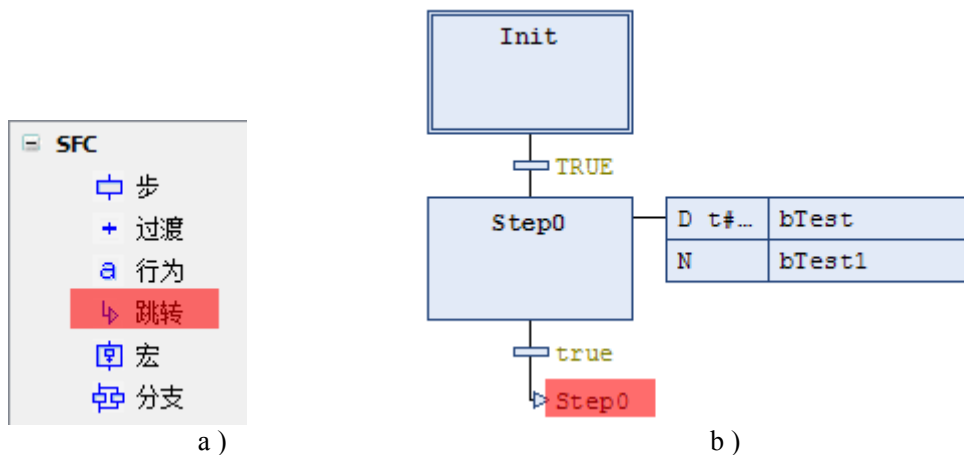 SFC
步
过渡
a 行为
跳转
宏
分支
a )
Init
TRUE
Step0
D t#... bTest
N bTest1
true
Step0
b )